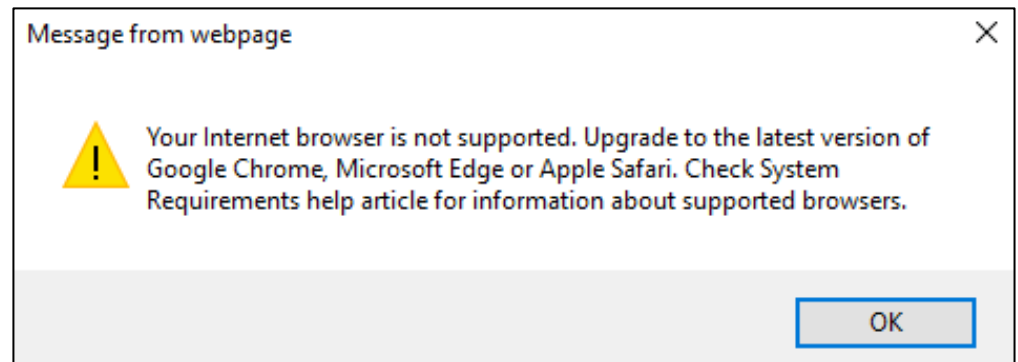 Message from webpage
Your Internet browser is not supported. Upgrade to the latest version of
Google Chrome, Microsoft Edge or Apple Safari. Check System
Requirements help article for information about supported browsers.
OK